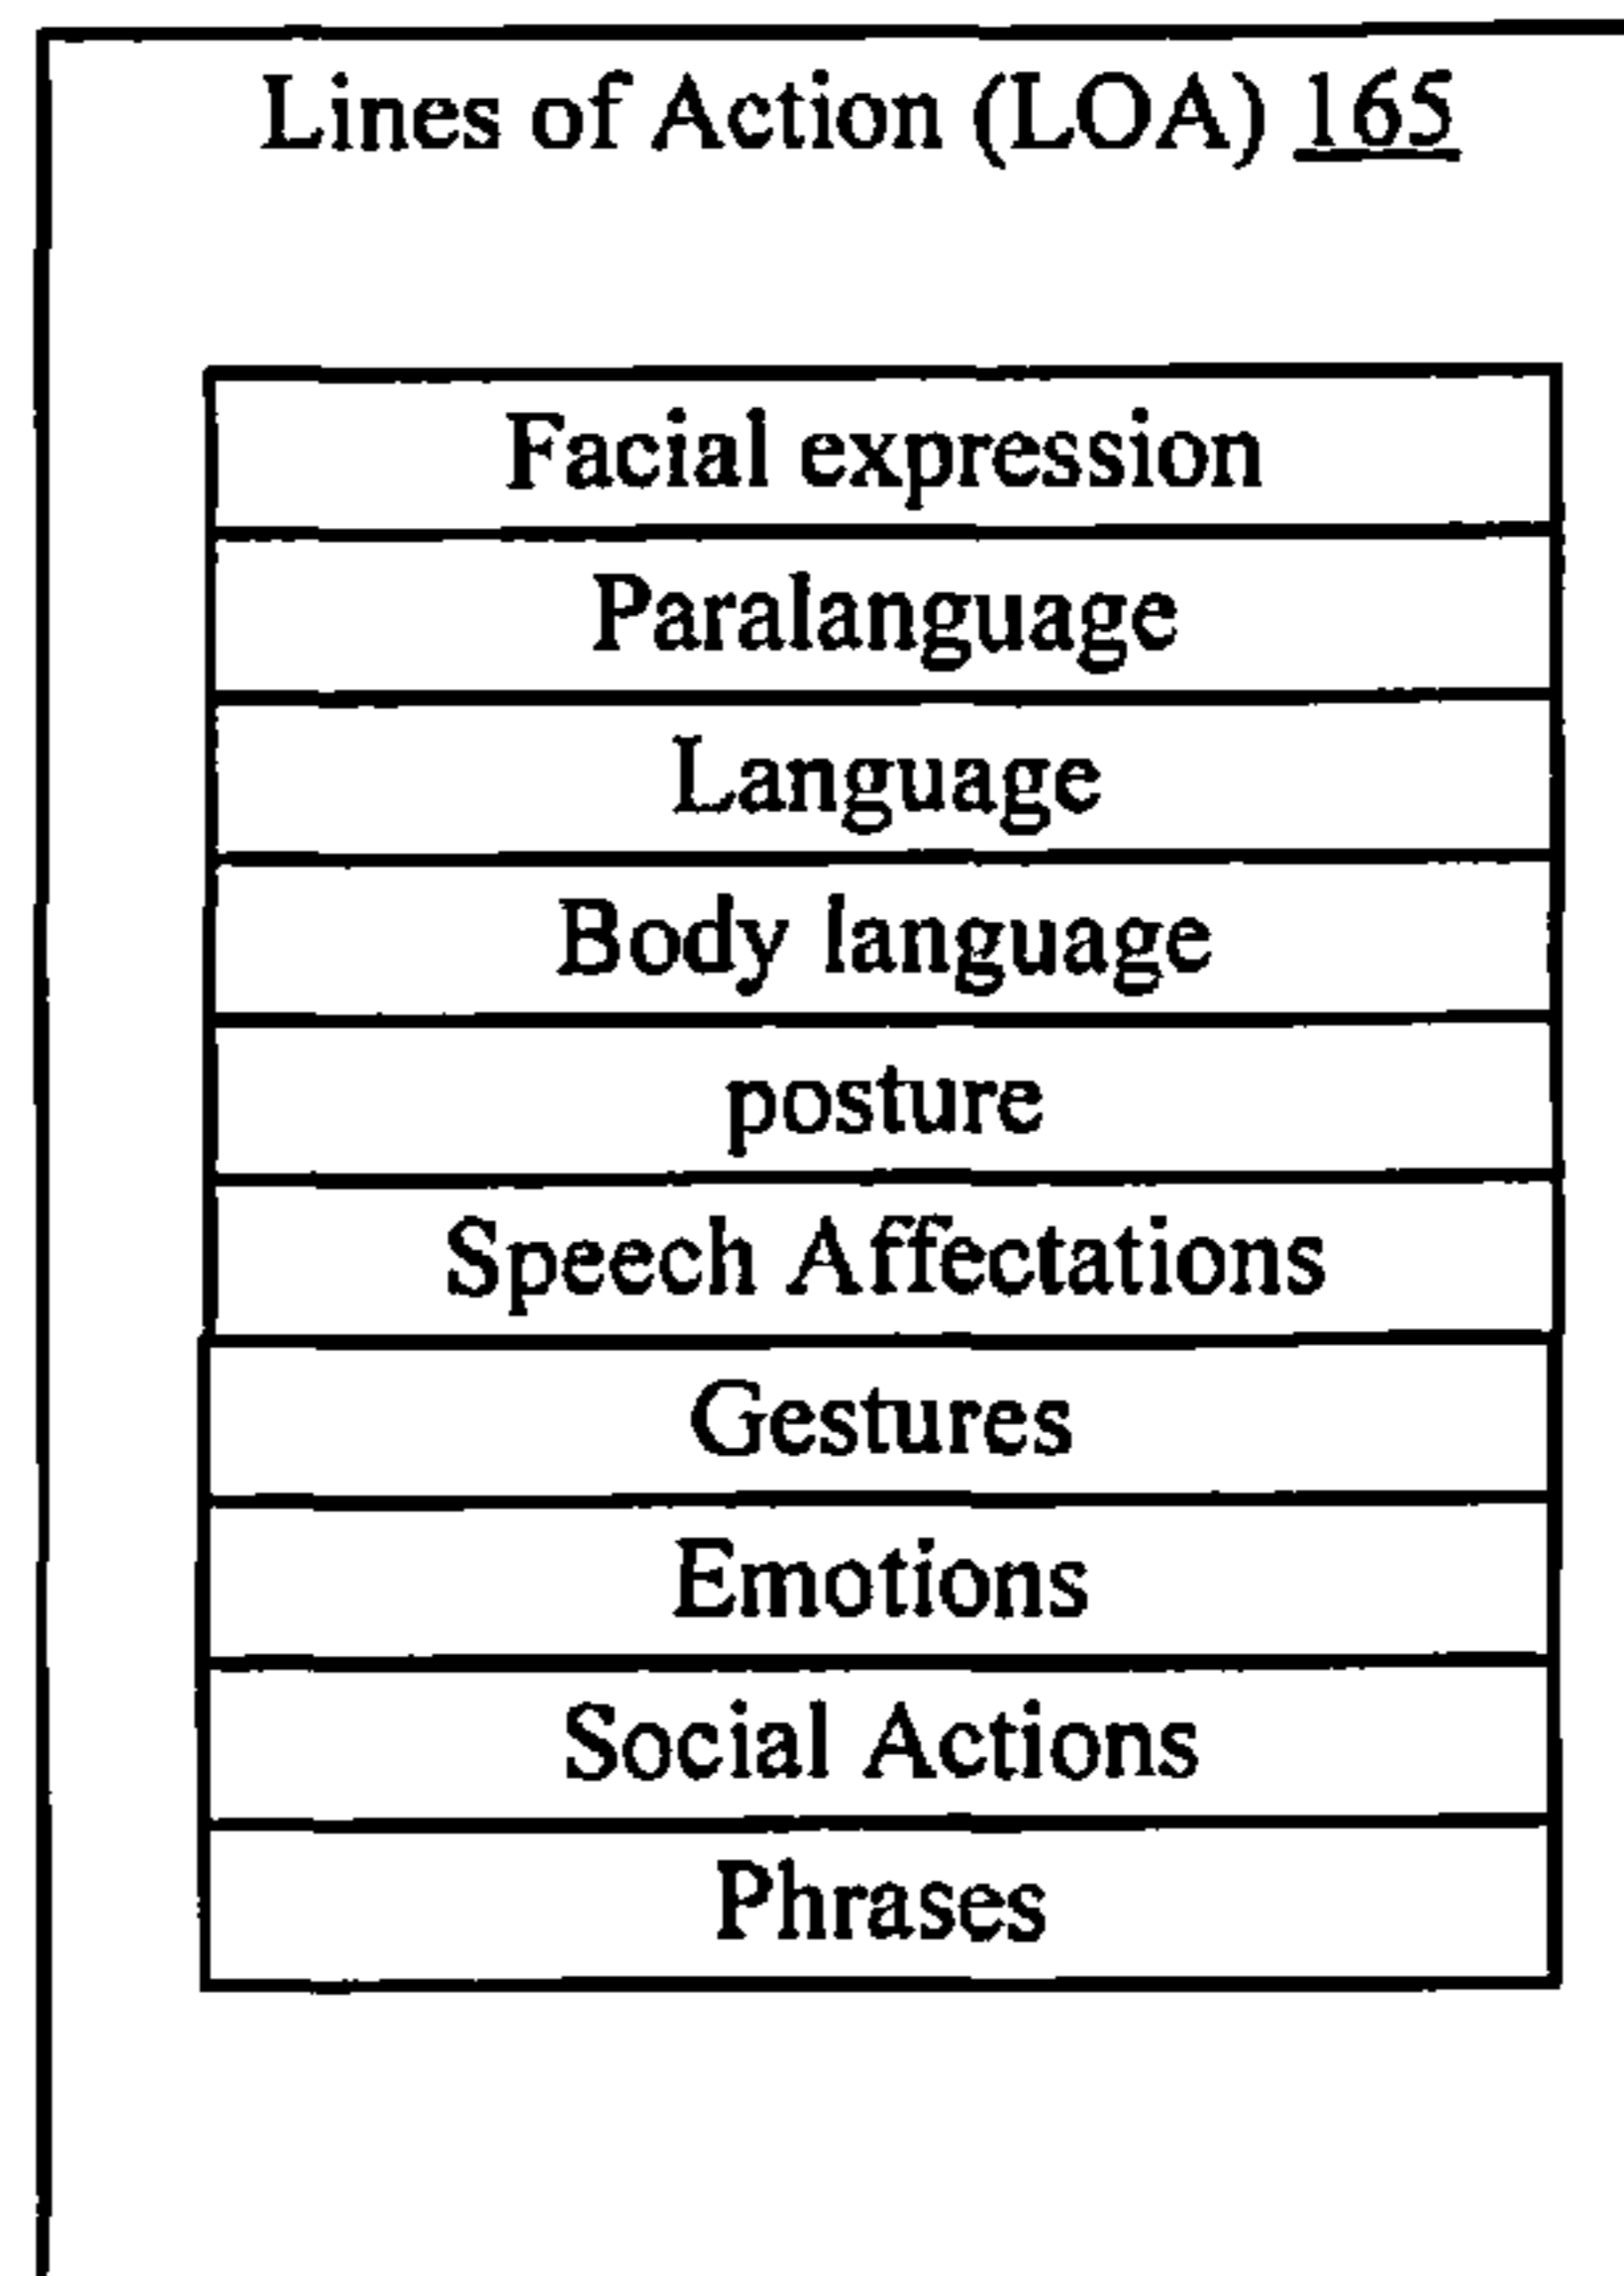 Lines of Action (LOA) 165
Facial expression
Paralanguage
Language
Body language
posture
Speech Affectations
Gestures
Emotions
Social Actions
Phrases